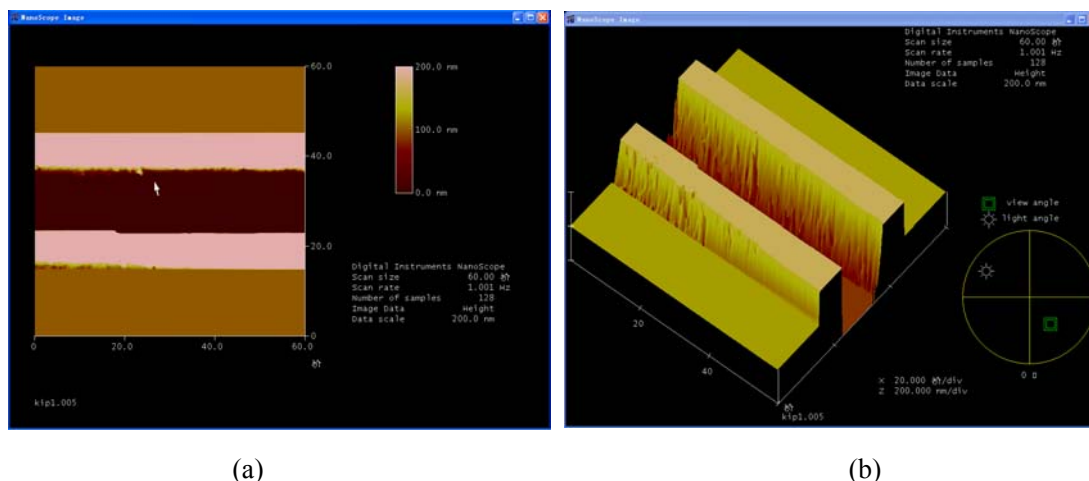 NanoScope Image
60.0
40.0
20.0
0
0
20.0
40.0
60.0
200.0 nm
100.0 nm
0.0 nm
Digital Instruments NanoScope
Scan size 60.00 㸾
Scan rate 1.001 Hz
Number of samples 128
Image Data Height
Data scale 200.0 nm
kip1.005
(a)
NanoScope Image
Digital Instruments NanoScope
Scan size 60.00
Scan rate 1.001 Hz
Number of samples 128
Image Data Height
Data scale 200.0 nm
view angle
light angle
20
40
X 20.000 /div
Z 200.000 nm/div
0
kip1.005
(b)